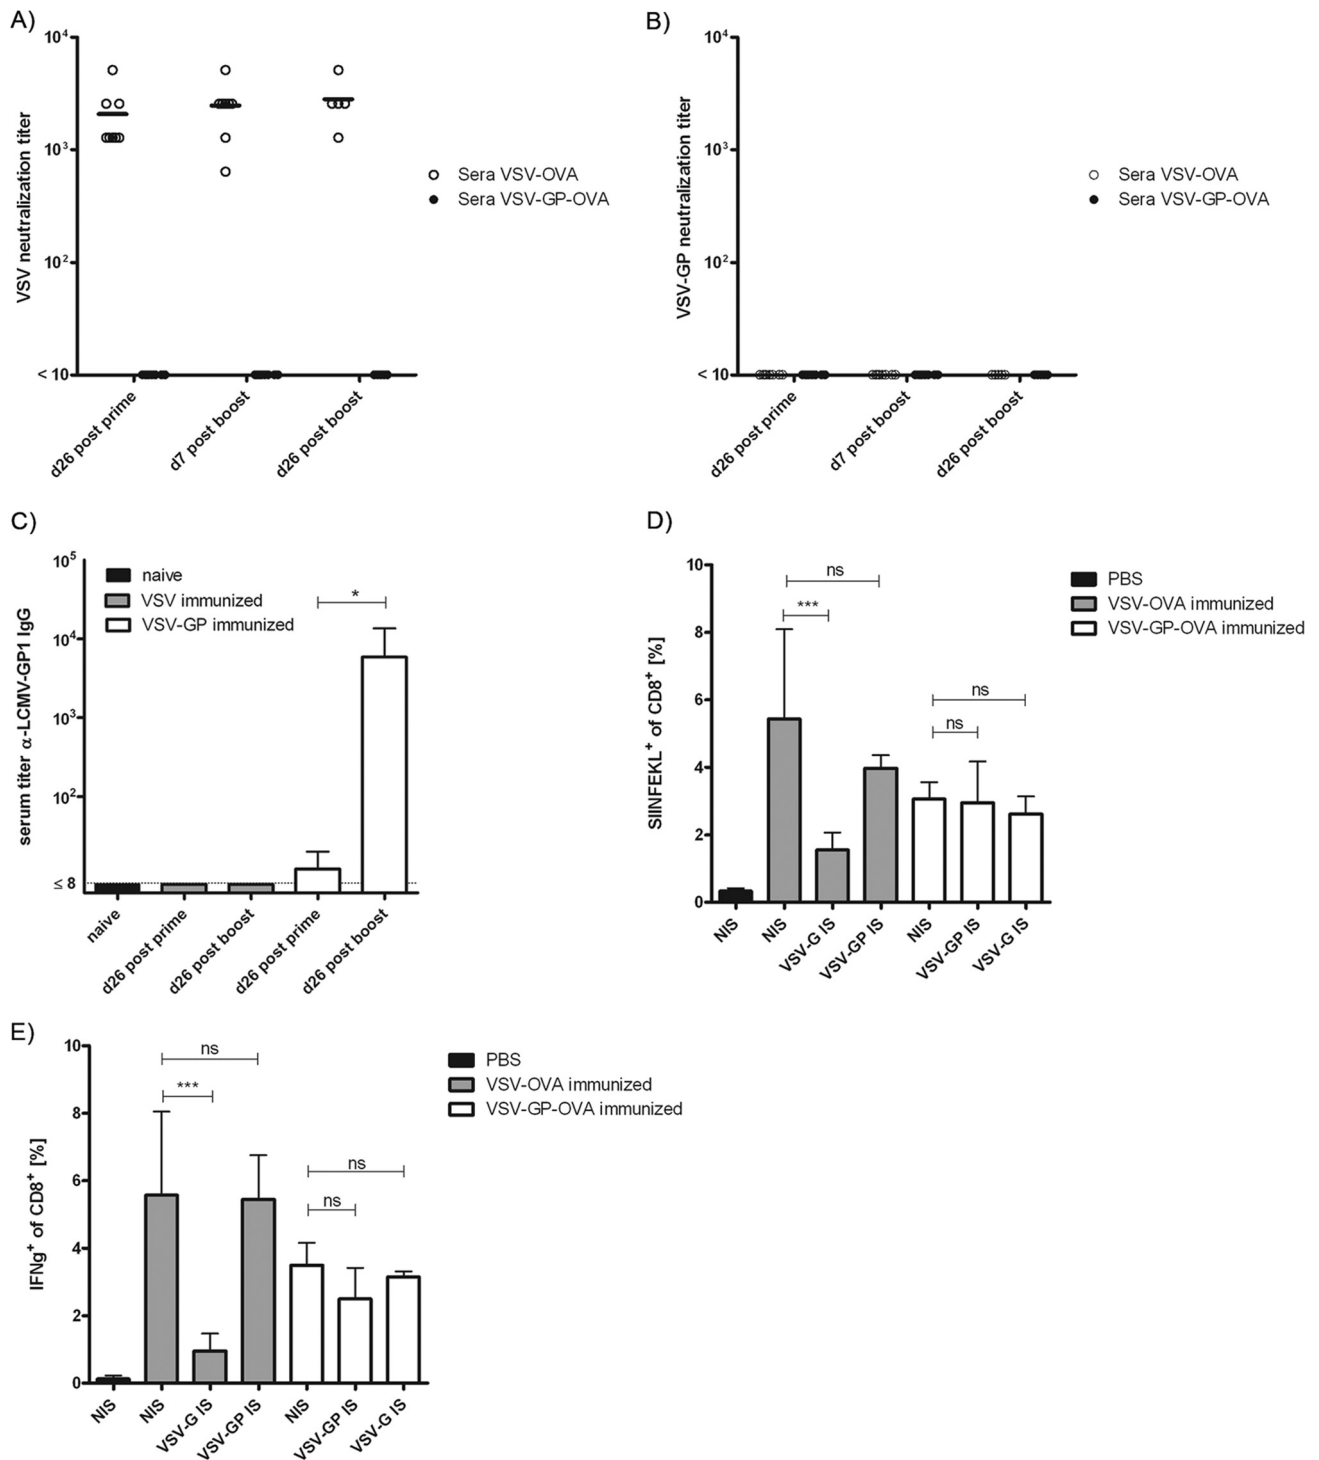 A)
VSV neutralization titer
10⁴
10³
10²
< 10
d26 post prime
d7 post boost
d26 post boost
Sera VSV-OVA
Sera VSV-GP-OVA
B)
VSV-GP neutralization titer
10⁴
10³
10²
< 10
d26 post prime
d7 post boost
d26 post boost
Sera VSV-OVA
Sera VSV-GP-OVA
C)
serum titer α-LCMV-GP1 IgG
10⁵
10⁴
10³
10²
≤ 8
naive
VSV immunized
VSV-GP immunized
*
naive
d26 post prime
d26 post boost
d26 post prime
d26 post boost
D)
SIINFEKL⁺ of CD8⁺ [%]
10
8
6
4
2
0
ns
***
ns
ns
NIS
NIS
VSV-G IS
VSV-GP IS
NIS
VSV-GP IS
VSV-G IS
PBS
VSV-OVA immunized
VSV-GP-OVA immunized
E)
IFNg⁺ of CD8⁺ [%]
10
8
6
4
2
0
ns
***
ns
ns
NIS
NIS
VSV-G IS
VSV-GP IS
NIS
VSV-GP IS
VSV-G IS
PBS
VSV-OVA immunized
VSV-GP-OVA immunized